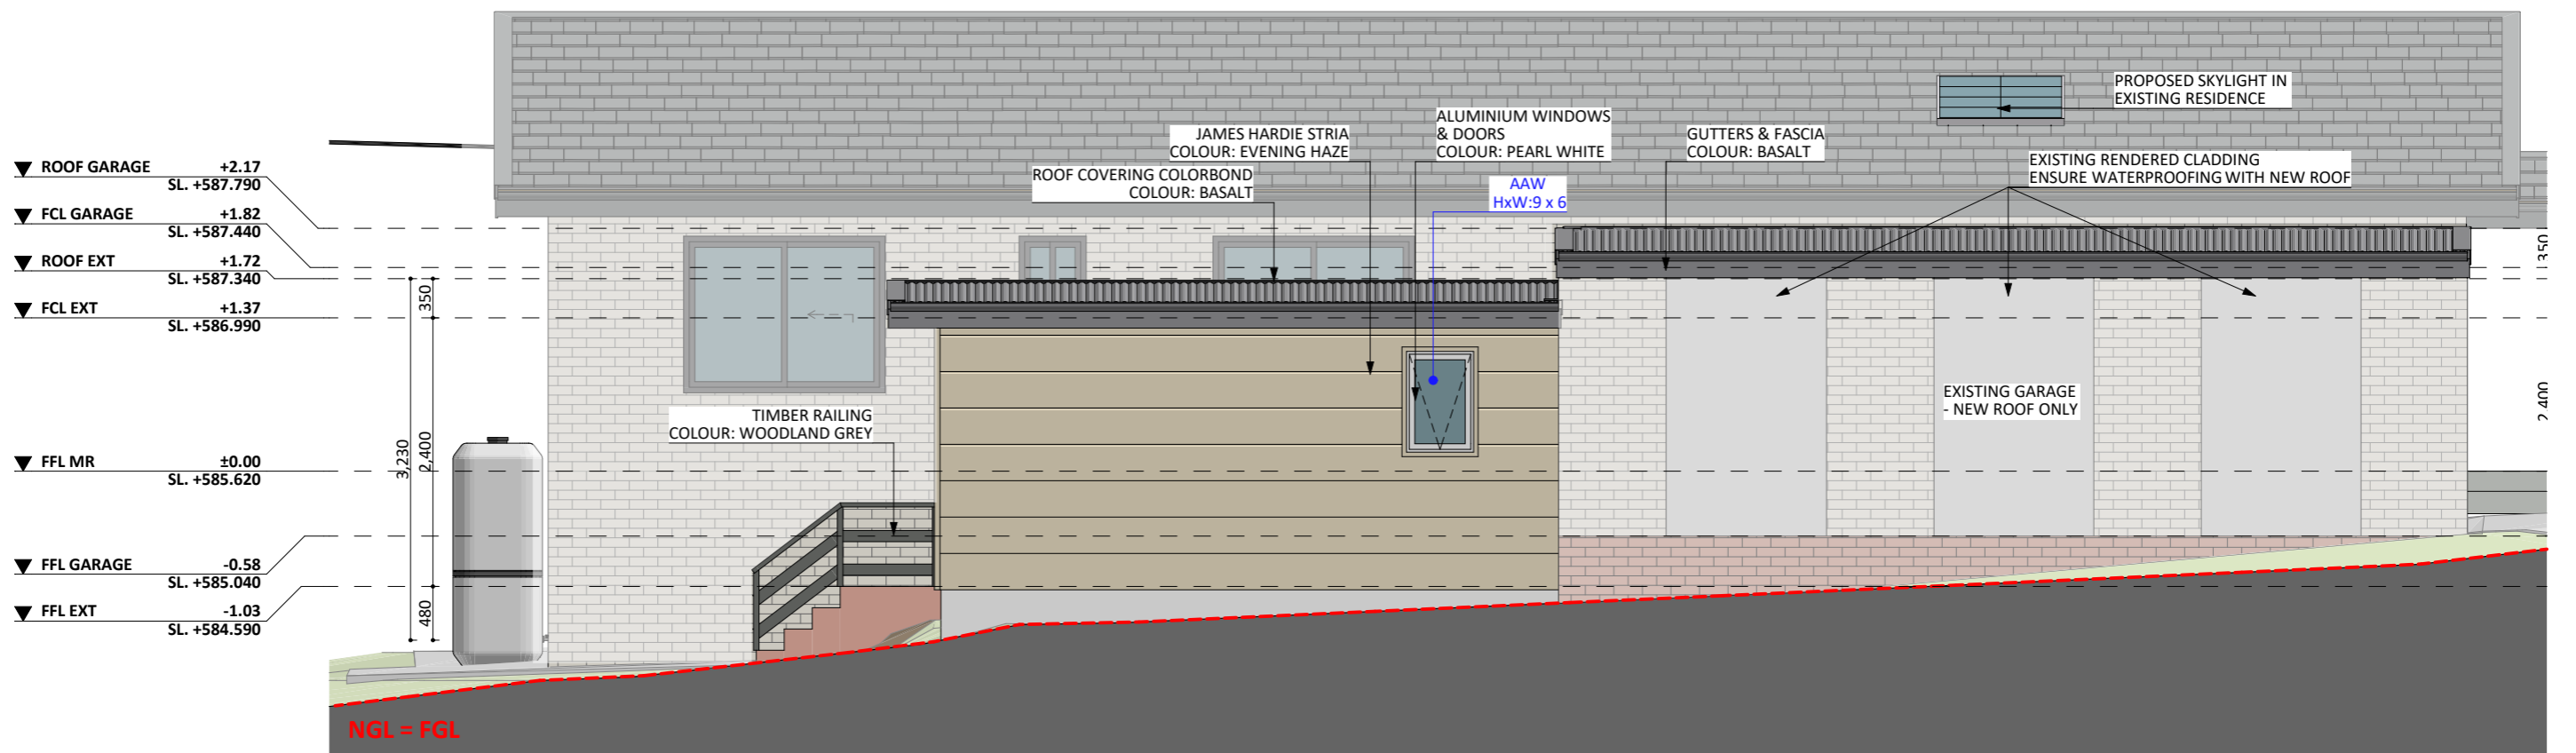 PROPOSED SKYLIGHT IN
EXISTING RESIDENCE
ALUMINIUM WINDOWS
& DOORS
COLOUR: PEARL WHITE
JAMES HARDIE STRIA
COLOUR: EVENING HAZE
GUTTERS & FASCIA
COLOUR: BASALT
EXISTING RENDERED CLADDING
ENSURE WATERPROOFING WITH NEW ROOF
ROOF COVERING COLORBOND
COLOUR: BASALT
AAW
HxW:9 x 6
ROOF GARAGE +2.17
SL. +587.790
FCL GARAGE +1.82
SL. +587.440
ROOF EXT +1.72
SL. +587.340
FCL EXT +1.37
SL. +586.990
FFL MR ±0.00
SL. +585.620
FFL GARAGE -0.58
SL. +585.040
FFL EXT -1.03
SL. +584.590
3,230
350
2,400
480
TIMBER RAILING
COLOUR: WOODLAND GREY
EXISTING GARAGE
- NEW ROOF ONLY
350
2,400
NGL = FGL